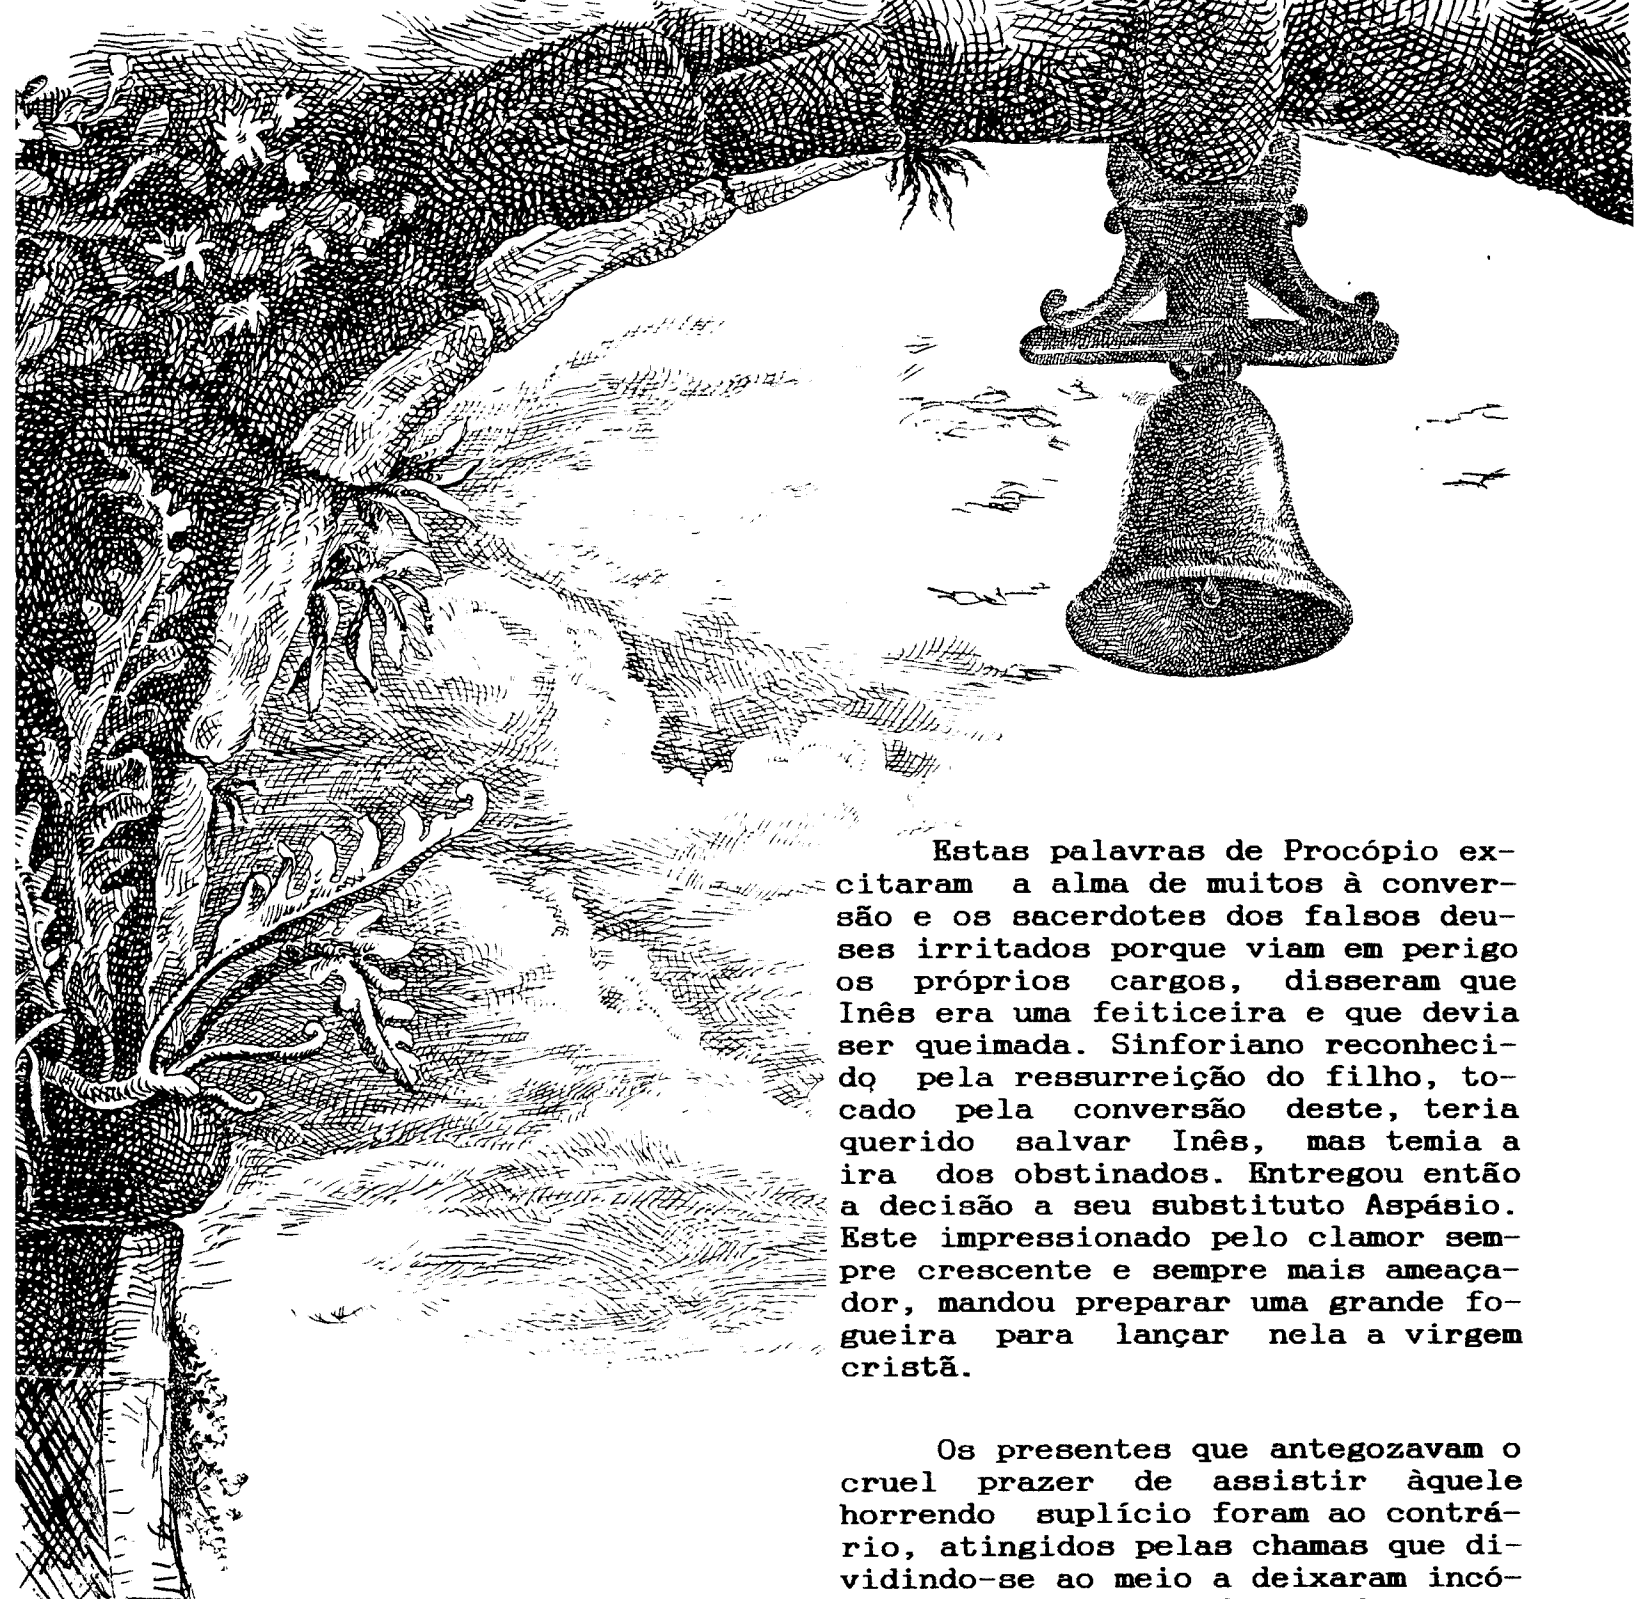 Estas palavras de Procópio ex-
citaram a alma de muitos à conver-
são e os sacerdotes dos falsos deu-
ses irritados porque viam em perigo
os próprios cargos, disseram que
Inês era uma feiticeira e que devia
ser queimada. Sinforiano reconheci-
do pela ressurreição do filho, to-
cado pela conversão deste, teria
querido salvar Inês, mas temia a
ira dos obstinados. Entregou então
a decisão a seu substituto Aspásio.
Este impressionado pelo clamor sem-
pre crescente e sempre mais ameaça-
dor, mandou preparar uma grande fo-
gueira para lançar nela a virgem
cristã.
Os presentes que antegozavam o
cruel prazer de assistir àquele
horrendo suplício foram ao contrá-
rio, atingidos pelas chamas que di-
vidindo-se ao meio a deixaram incó-